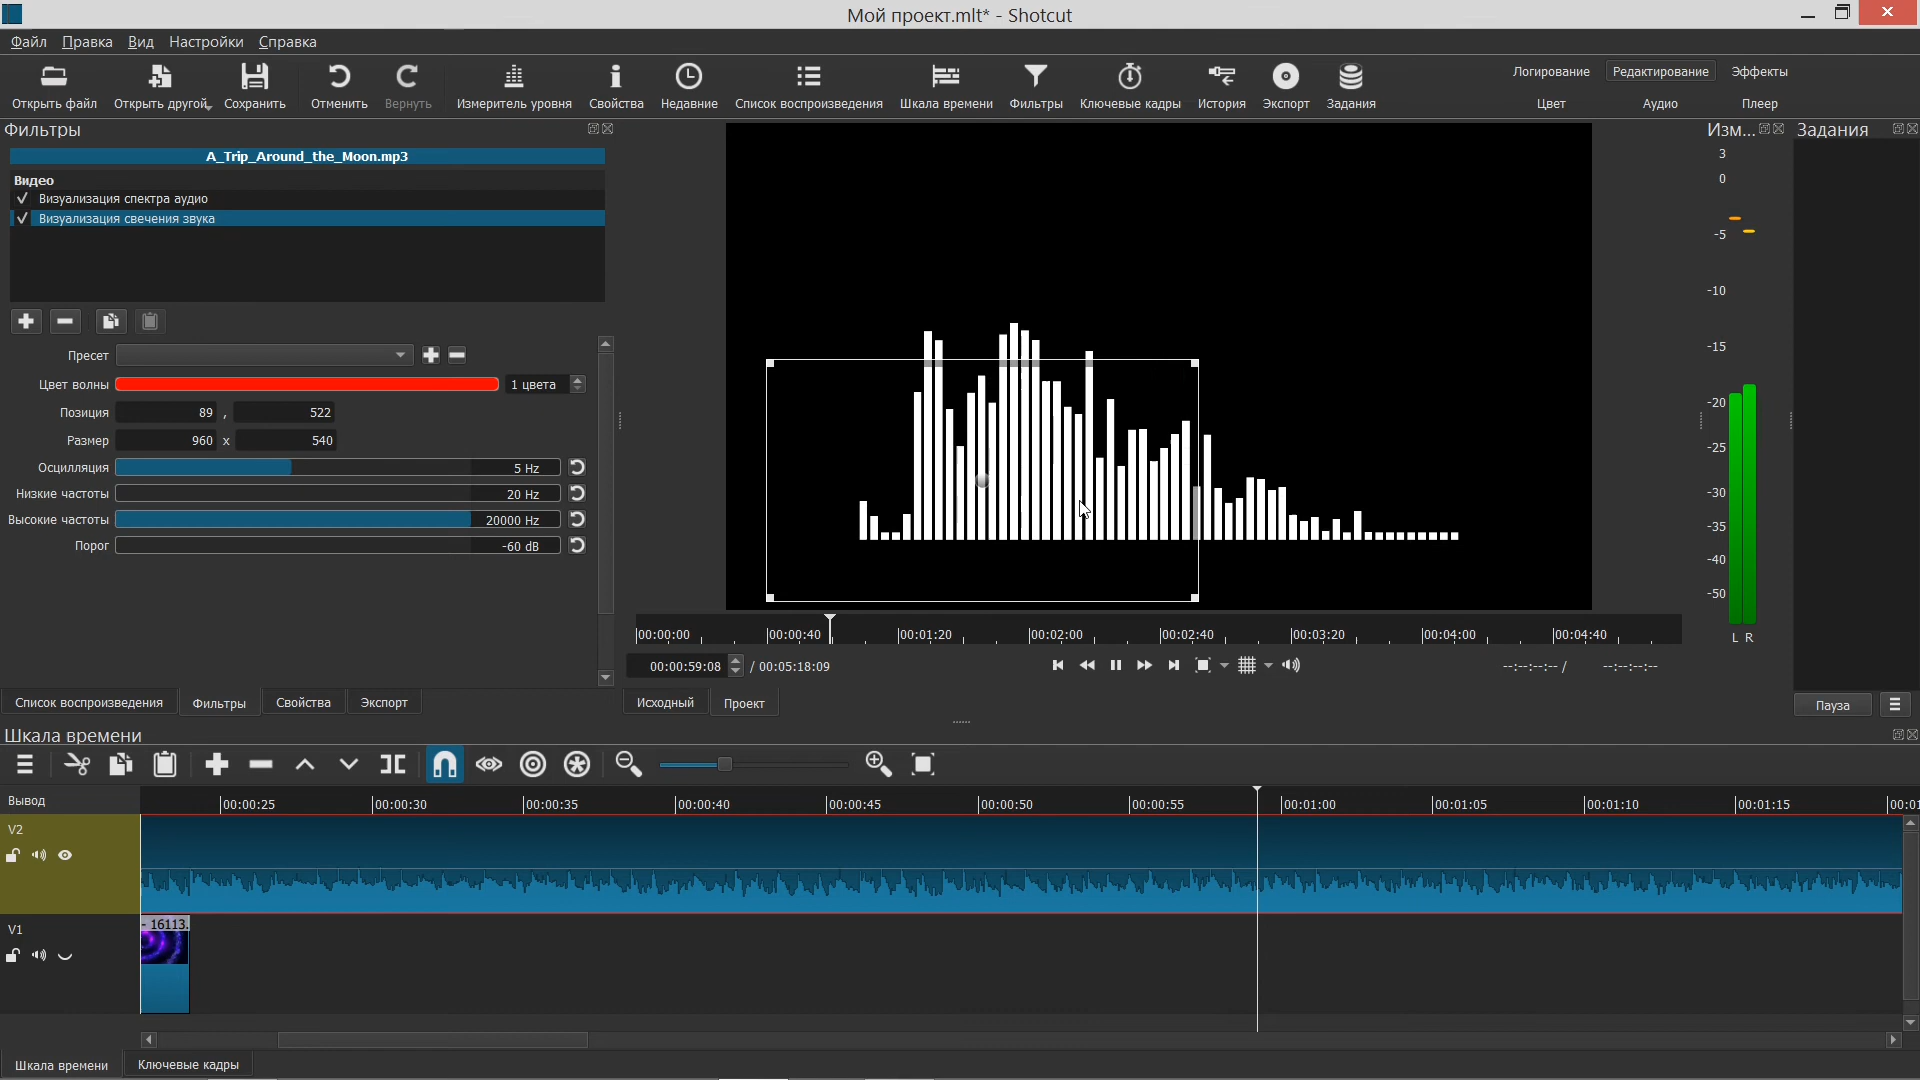 Мой проект.mlt* - Shotcut
Файл Правка Вид Настройки Справка
Открыть файл Открыть другой Сохранить Отменить Вернуть Измеритель уровня Свойства Недавние Список воспроизведения Шкала времени Фильтры Ключевые кадры История Экспорт Задания
Логирование Редактирование Эффекты
Цвет Аудио Плеер
Фильтры
A_Trip_Around_the_Moon.mp3
Видео
Визуализация спектра аудио
Визуализация свечения звука
Пресет
Цвет волны 1 цвета
Позиция 89 , 522
Размер 960 x 540
Осцилляция 5 Hz
Низкие частоты 20 Hz
Высокие частоты 20000 Hz
Порог -60 dB
Список воспроизведения Фильтры Свойства Экспорт
00:00:00 00:00:40 00:01:20 00:02:00 00:02:40 00:03:20 00:04:00 00:04:40
00:00:59:08 / 00:05:18:09
--:--:--:-- / --:--:--:--
Исходный Проект
Изм...
3
0
-5
-10
-15
-20
-25
-30
-35
-40
-50
L R
Задания
Пауза
Шкала времени
Вывод
00:00:25 00:00:30 00:00:35 00:00:40 00:00:45 00:00:50 00:00:55 00:01:00 00:01:05 00:01:10 00:01:15 00:01
V2
V1
- 16113.
Шкала времени Ключевые кадры